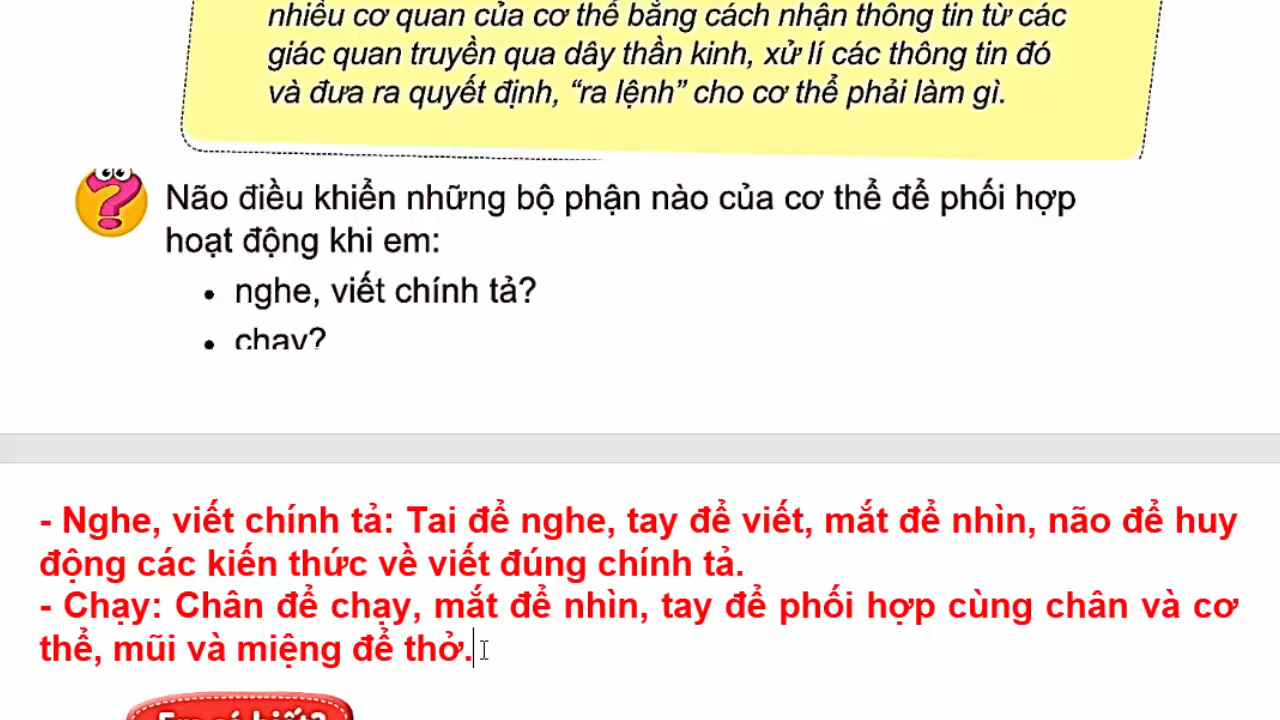 nhiều cơ quan của cơ thể bằng cách nhận thông tin từ các
giác quan truyền qua dây thần kinh, xử lí các thông tin đó
và đưa ra quyết định, “ra lệnh” cho cơ thể phải làm gì.
Não điều khiển những bộ phận nào của cơ thể để phối hợp
hoạt động khi em:
• nghe, viết chính tả?
• chạy?
- Nghe, viết chính tả: Tai để nghe, tay để viết, mắt để nhìn, não để huy
động các kiến thức về viết đúng chính tả.
- Chạy: Chân để chạy, mắt để nhìn, tay để phối hợp cùng chân và cơ
thể, mũi và miệng để thở.
Em có biết?